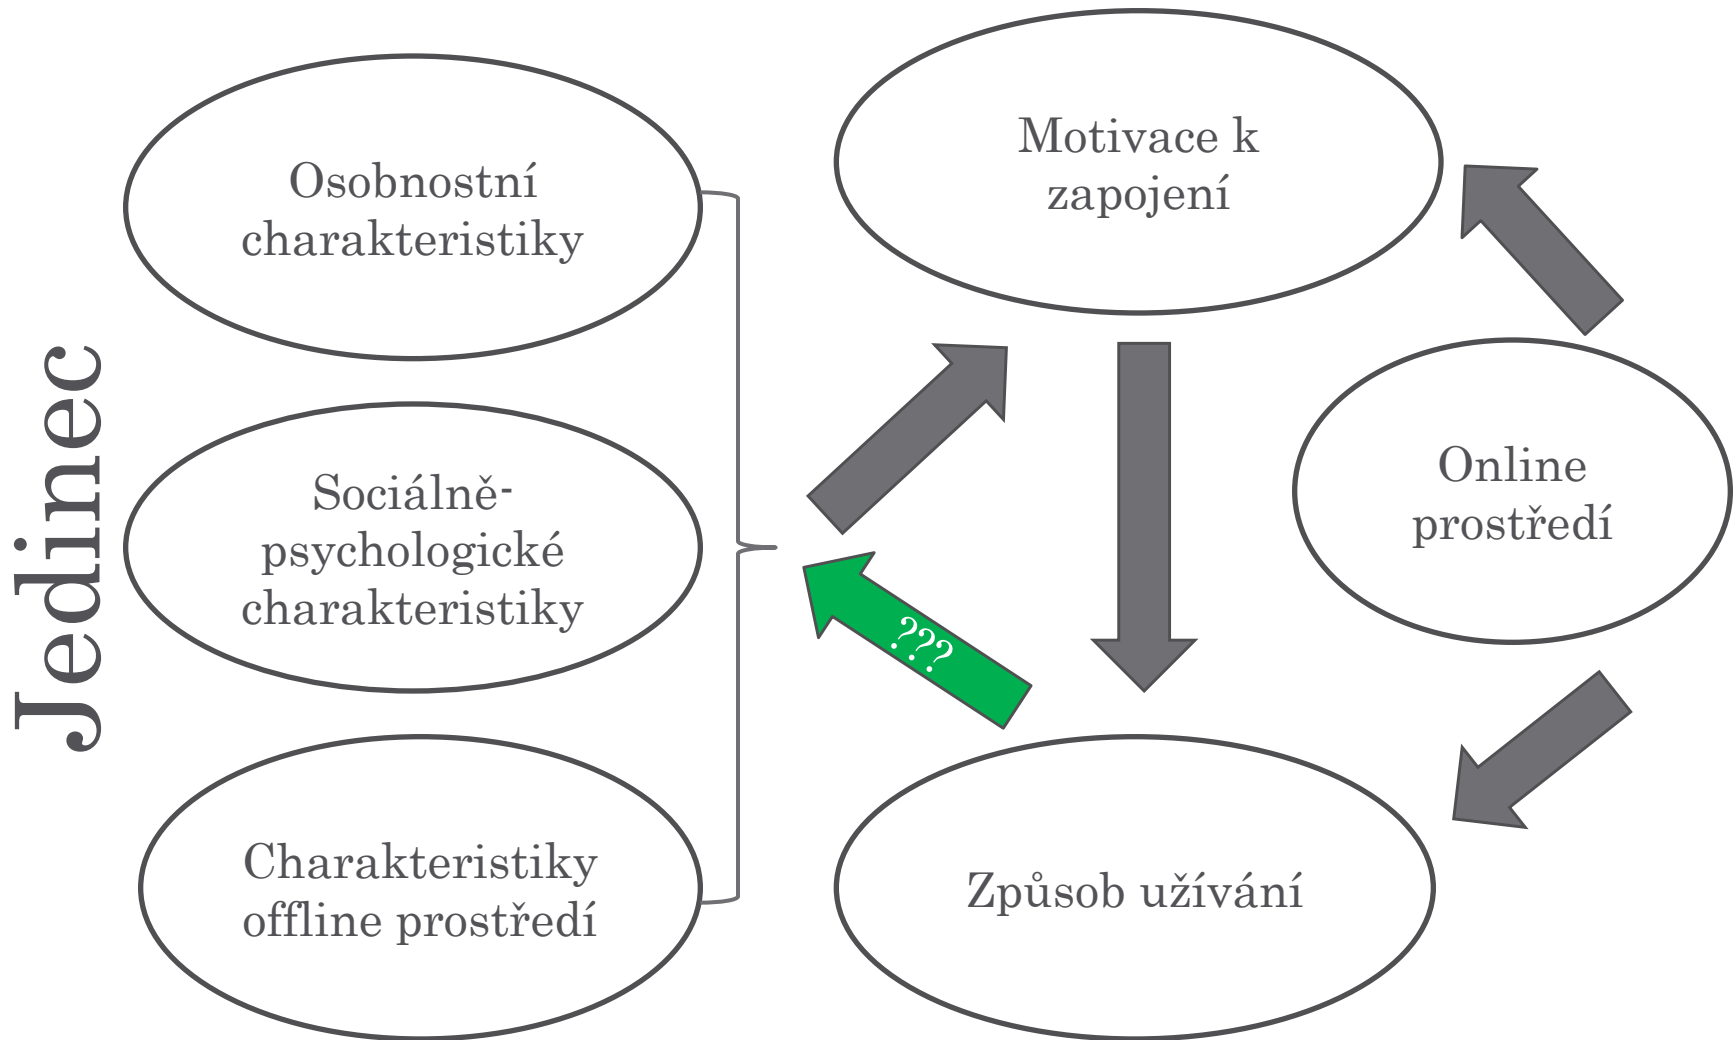 Jedinec
Osobnostní
charakteristiky
Sociálně-
psychologické
charakteristiky
Charakteristiky
offline prostředí
Motivace k
zapojení
???
Způsob užívání
Online
prostředí